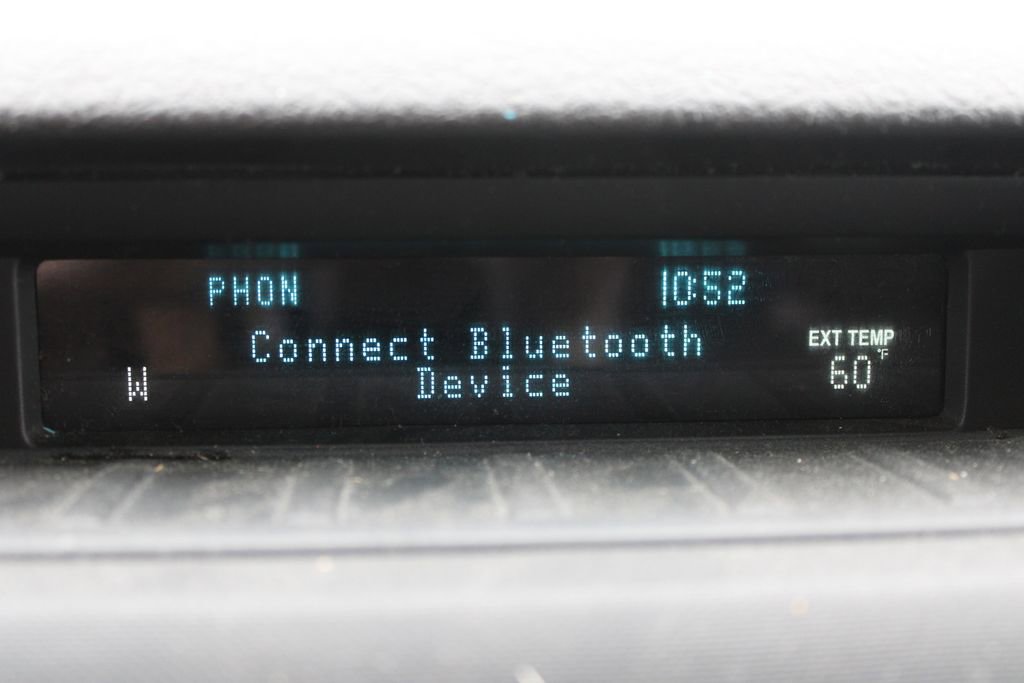 PHON 10:52
Connect Bluetooth
Device
W
EXT TEMP
60°F